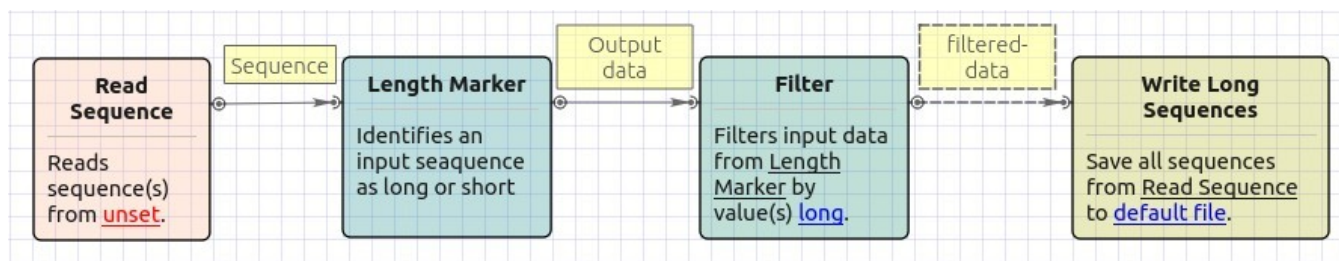 Read
Sequence
Reads
sequence(s)
from unset.
Sequence
Length Marker
Identifies an
input seaquence
as long or short
Output
data
Filter
Filters input data
from Length
Marker by
value(s) long.
filtered-
data
Write Long
Sequences
Save all sequences
from Read Sequence
to default file.